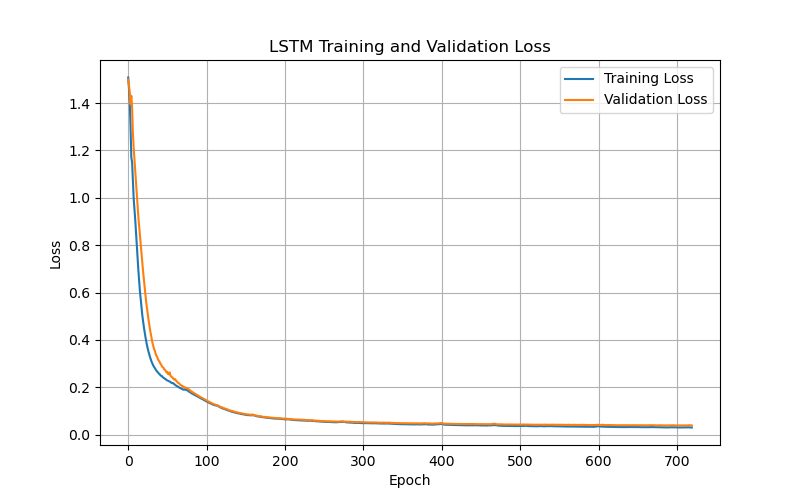 LSTM Training and Validation Loss
Training Loss
Validation Loss
Loss
1.4
1.2
1.0
0.8
0.6
0.4
0.2
0.0
0 100 200 300 400 500 600 700
Epoch